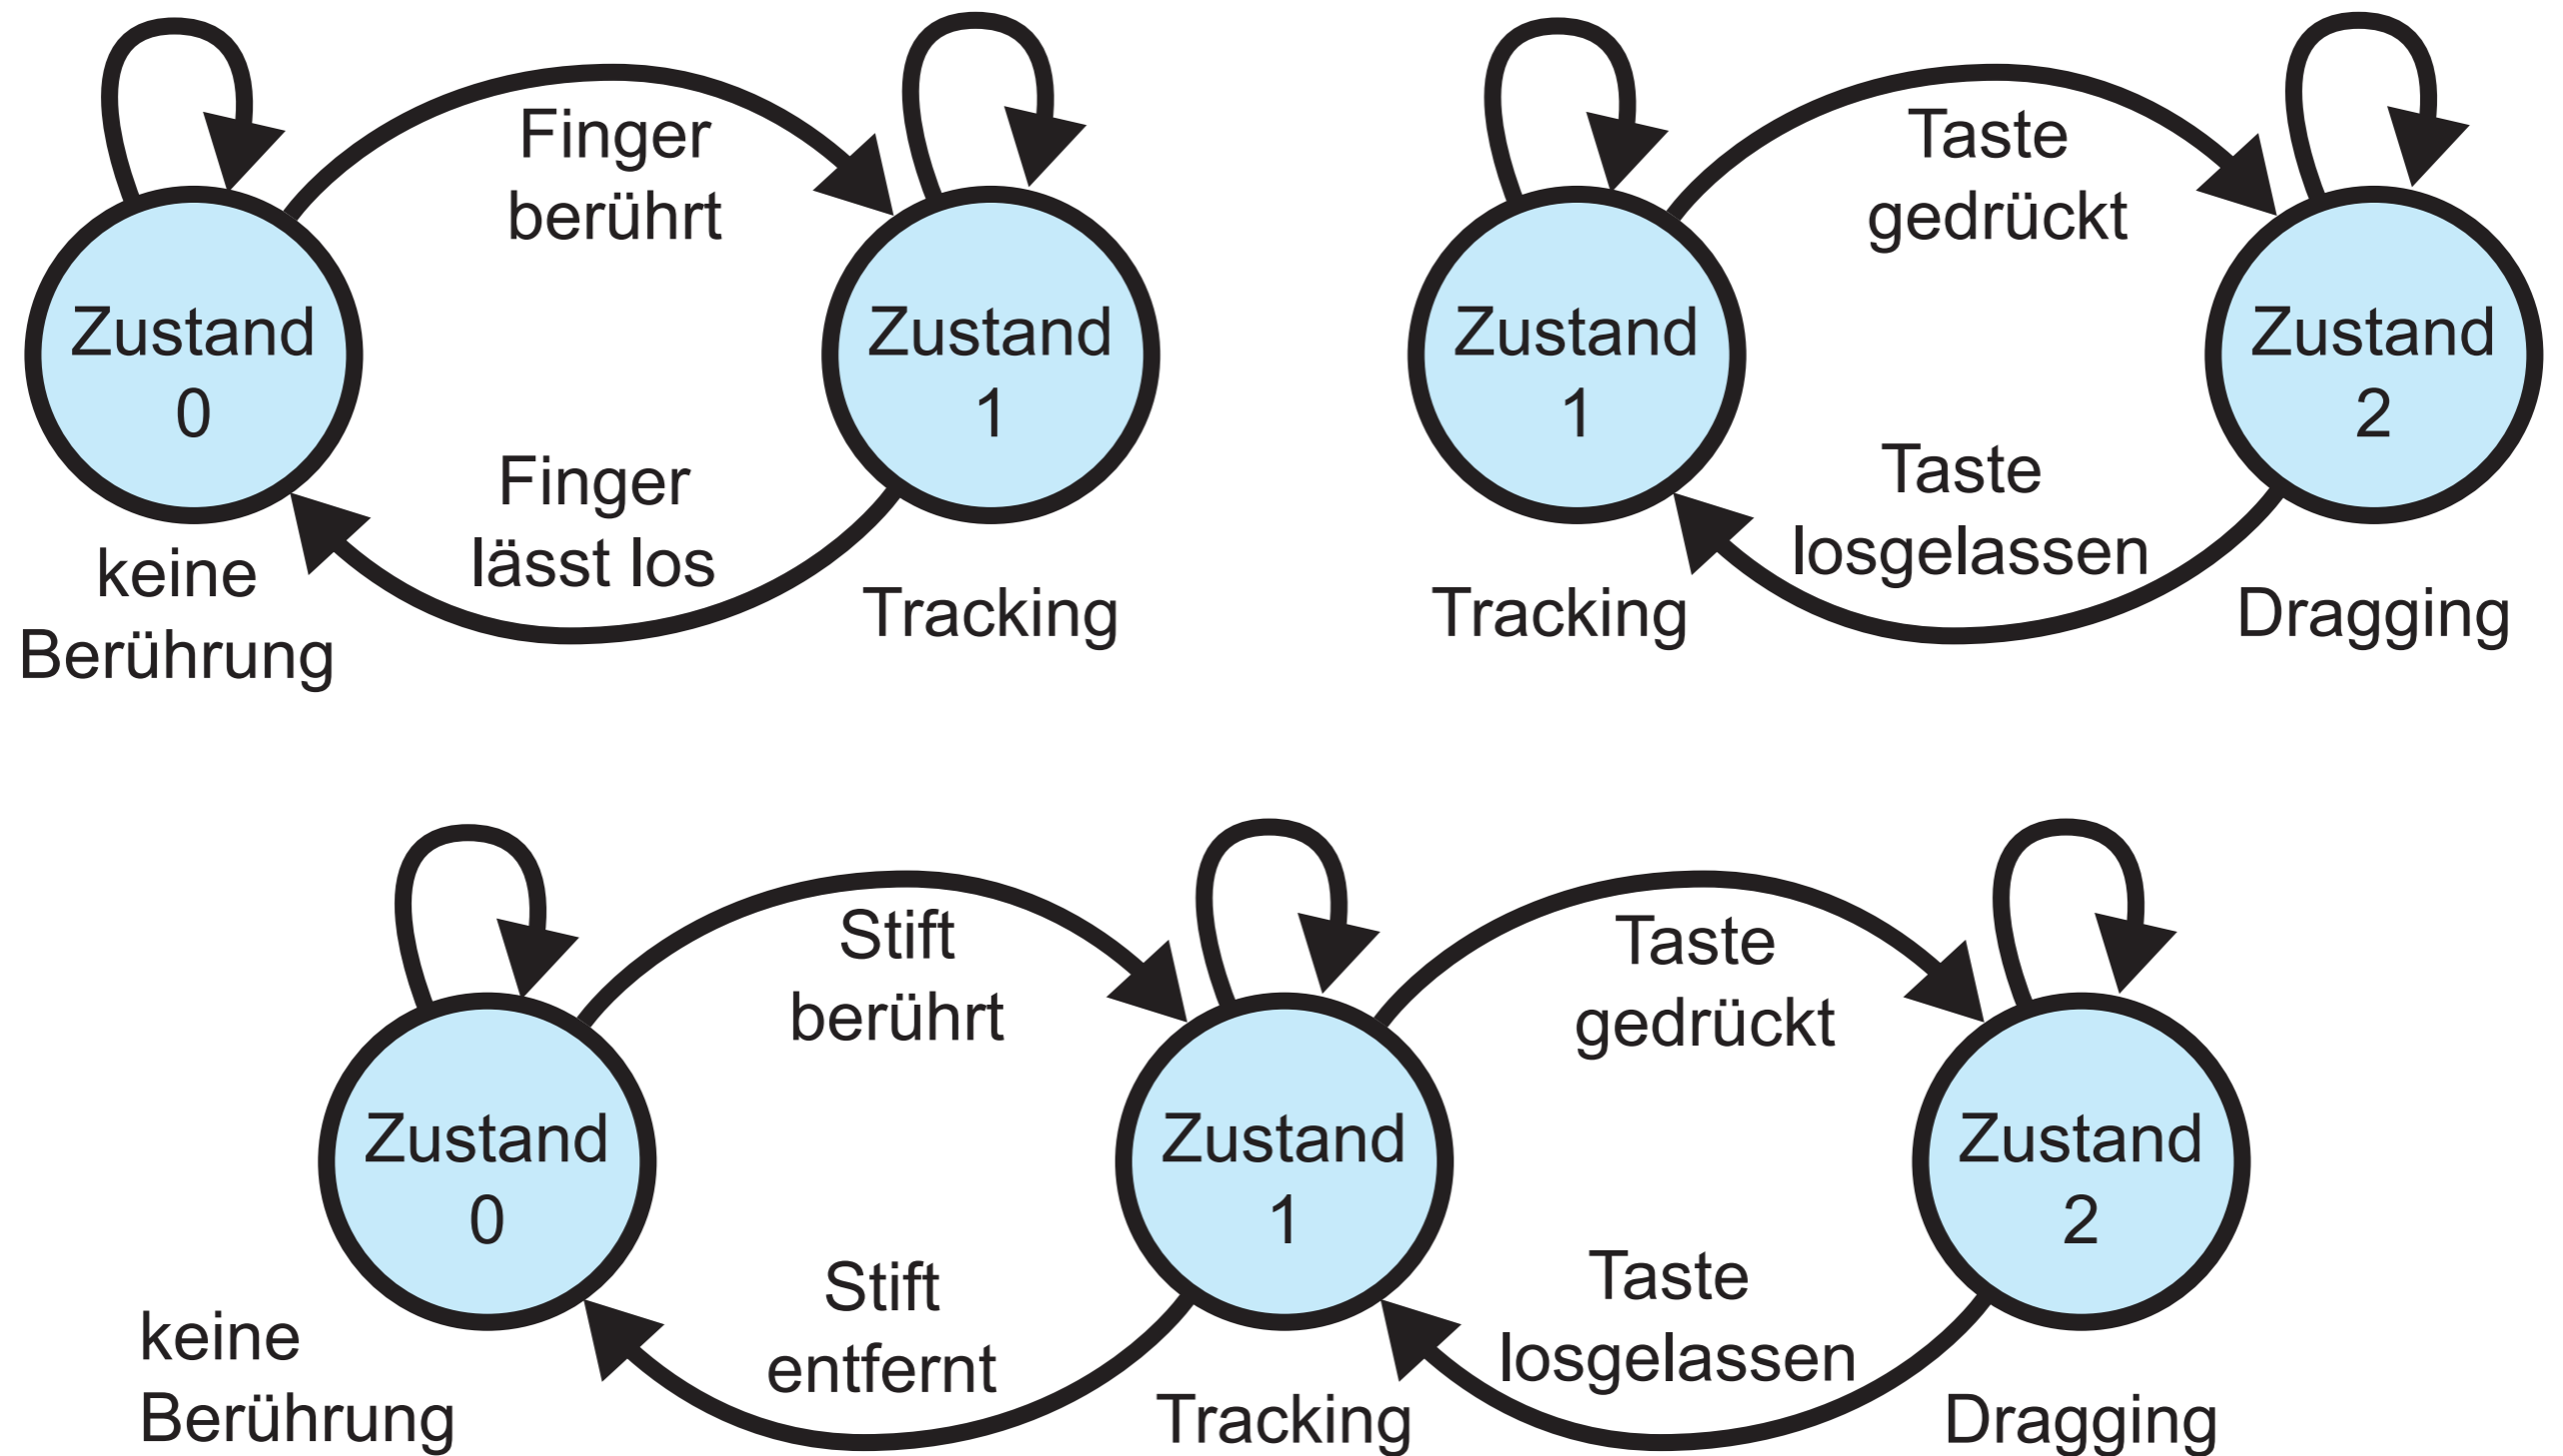 Finger
berührt
Zustand
0
Zustand
1
Finger
lässt los
keine
Berührung
Tracking
Taste
gedrückt
Zustand
1
Zustand
2
Taste
losgelassen
Tracking
Dragging
Stift
berührt
Taste
gedrückt
Zustand
0
Zustand
1
Zustand
2
Stift
entfernt
Taste
losgelassen
keine
Berührung
Tracking
Dragging